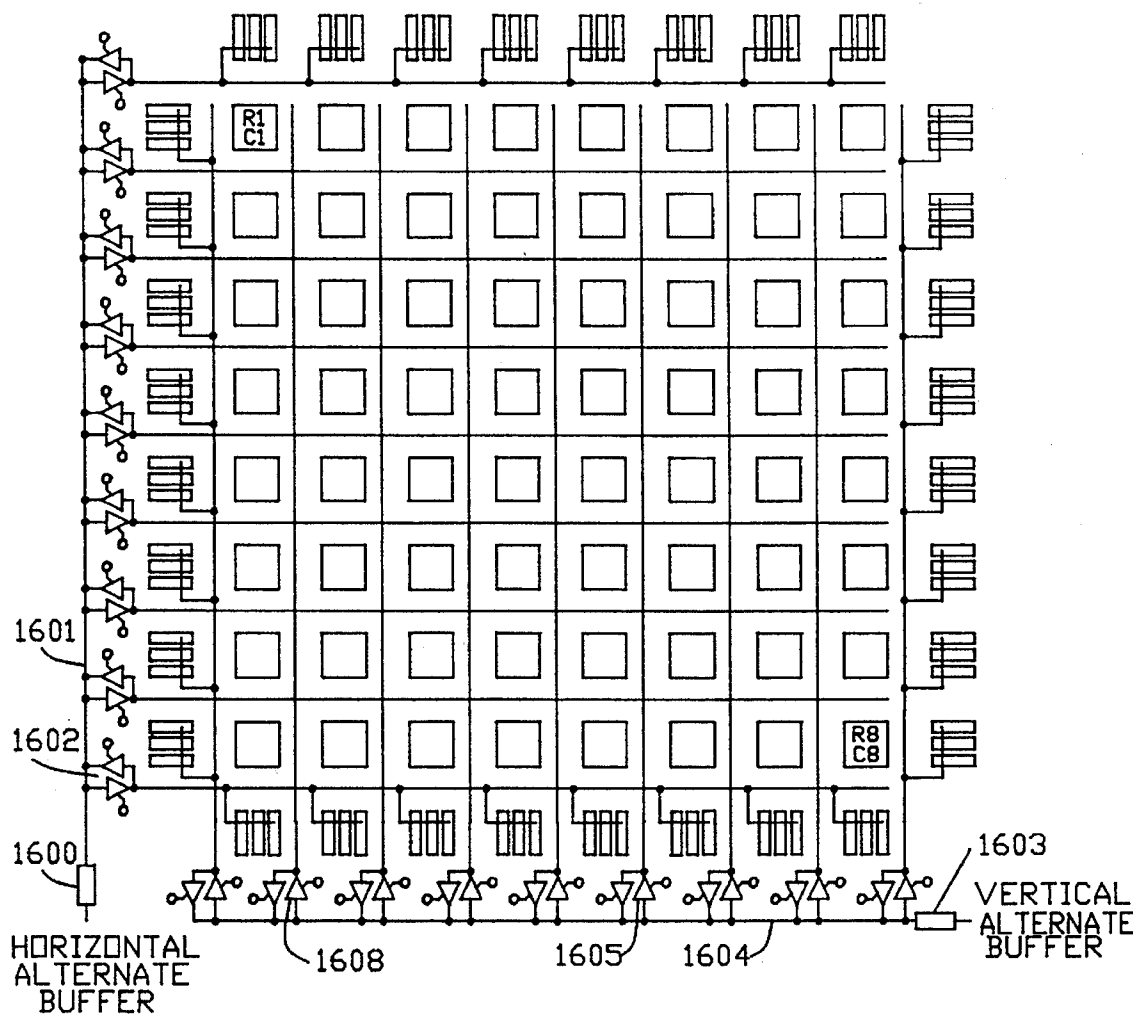 R1
C1
1601
1602
R8
C8
1600
1603
HORIZONTAL
ALTERNATE
BUFFER
1608
1605
1604
VERTICAL
ALTERNATE
BUFFER